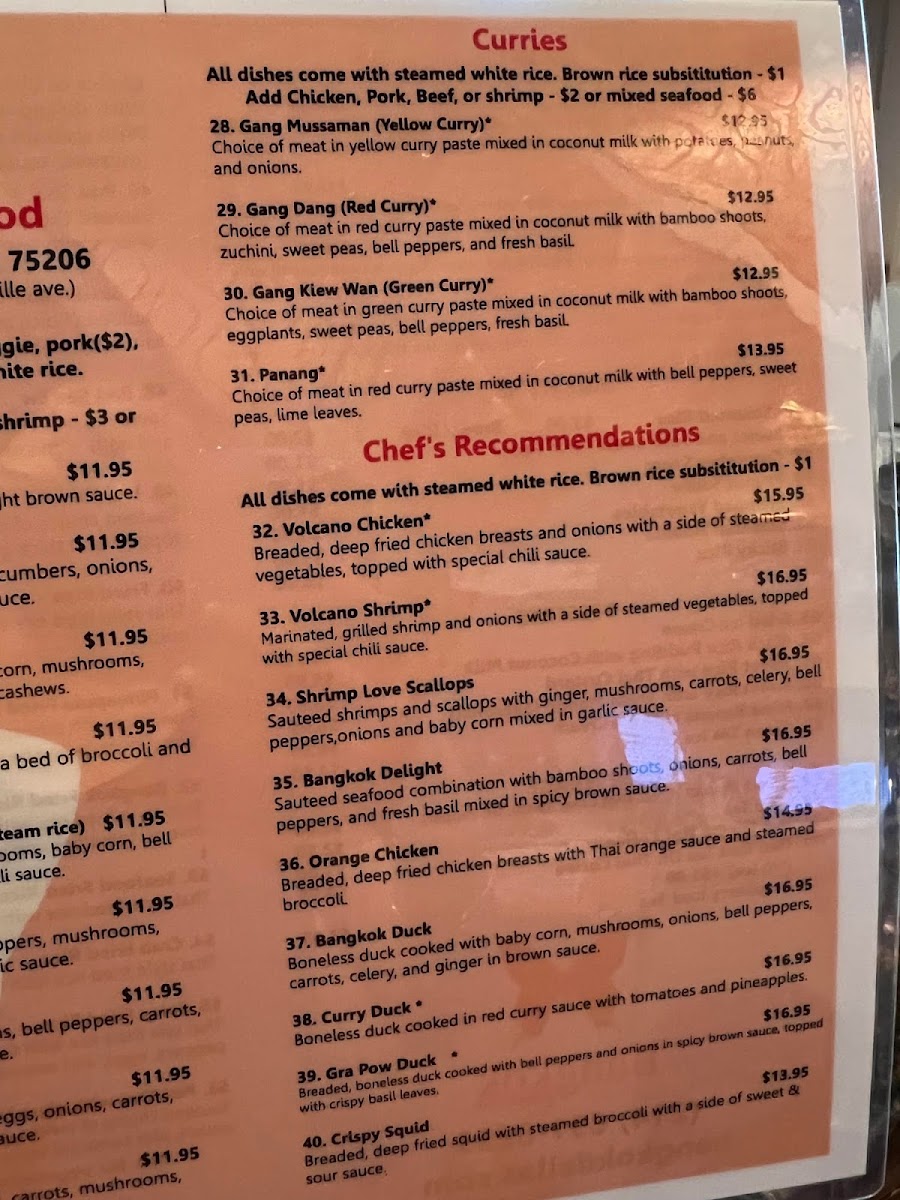 od
75206
ille ave.)
ggie, pork($2),
hite rice.
shrimp - $3 or
$11.95
ght brown sauce.
$11.95
cumbers, onions,
uce.
$11.95
corn, mushrooms,
cashews.
$11.95
a bed of broccoli and
team rice) $11.95
ooms, baby corn, bell
li sauce.
$11.95
ppers, mushrooms,
ic sauce.
$11.95
s, bell peppers, carrots,
e.
$11.95
eggs, onions, carrots,
auce.
$11.95
carrots, mushrooms,
Curries
All dishes come with steamed white rice. Brown rice subsititution - $1
Add Chicken, Pork, Beef, or shrimp - $2 or mixed seafood - $6
28. Gang Mussaman (Yellow Curry)* $12.95
Choice of meat in yellow curry paste mixed in coconut milk with potatoes, peanuts,
and onions.
29. Gang Dang (Red Curry)* $12.95
Choice of meat in red curry paste mixed in coconut milk with bamboo shoots,
zuchini, sweet peas, bell peppers, and fresh basil.
30. Gang Kiew Wan (Green Curry)* $12.95
Choice of meat in green curry paste mixed in coconut milk with bamboo shoots,
eggplants, sweet peas, bell peppers, fresh basil.
31. Panang* $13.95
Choice of meat in red curry paste mixed in coconut milk with bell peppers, sweet
peas, lime leaves.
Chef's Recommendations
All dishes come with steamed white rice. Brown rice subsititution - $1
32. Volcano Chicken* $15.95
Breaded, deep fried chicken breasts and onions with a side of steamed
vegetables, topped with special chili sauce.
33. Volcano Shrimp* $16.95
Marinated, grilled shrimp and onions with a side of steamed vegetables, topped
with special chili sauce.
34. Shrimp Love Scallops $16.95
Sauteed shrimps and scallops with ginger, mushrooms, carrots, celery, bell
peppers,onions and baby corn mixed in garlic sauce.
35. Bangkok Delight $16.95
Sauteed seafood combination with bamboo shoots, onions, carrots, bell
peppers, and fresh basil mixed in spicy brown sauce.
36. Orange Chicken $14.95
Breaded, deep fried chicken breasts with Thai orange sauce and steamed
broccoli.
37. Bangkok Duck $16.95
Boneless duck cooked with baby corn, mushrooms, onions, bell peppers,
carrots, celery, and ginger in brown sauce.
38. Curry Duck * $16.95
Boneless duck cooked in red curry sauce with tomatoes and pineapples.
39. Gra Pow Duck * $16.95
Breaded, boneless duck cooked with bell peppers and onions in spicy brown sauce, topped
with crispy basil leaves.
40. Crispy Squid $13.95
Breaded, deep fried squid with steamed broccoli with a side of sweet &
sour sauce.